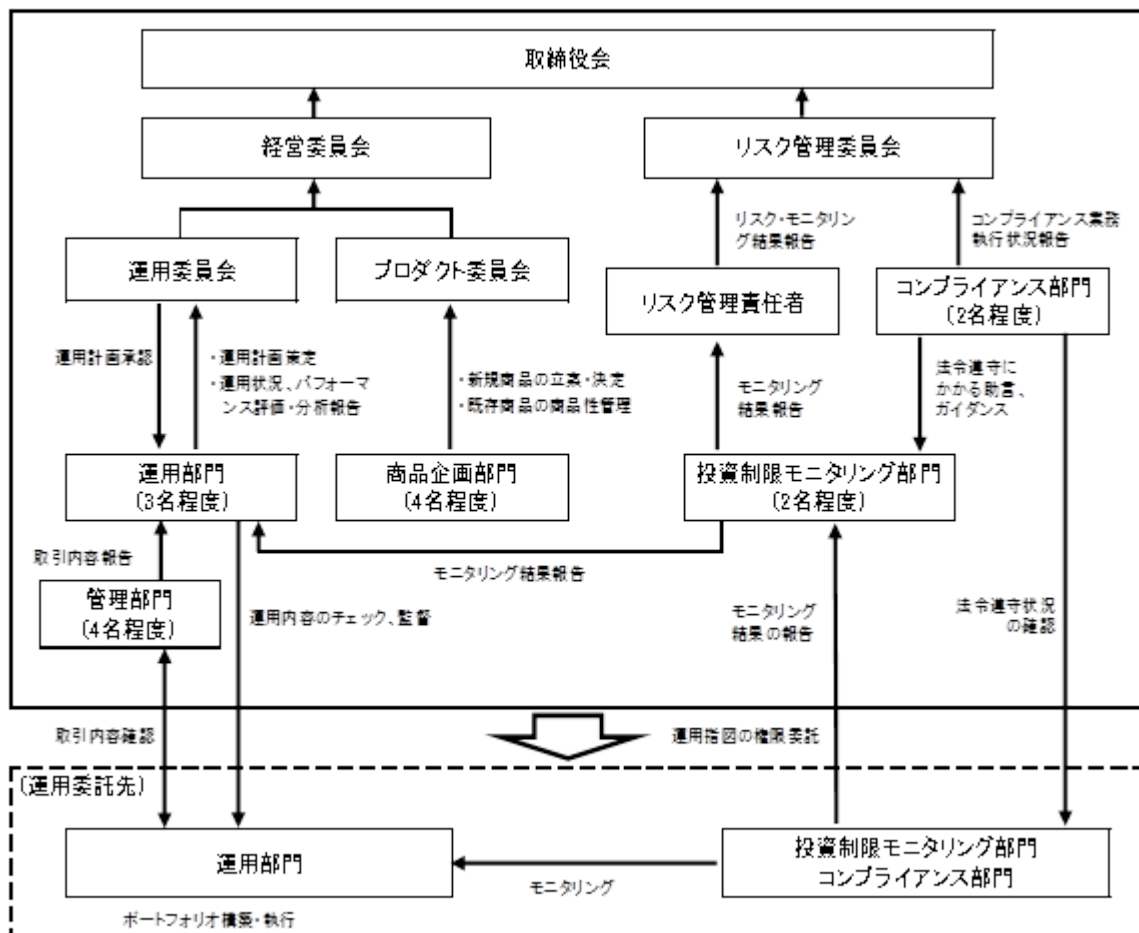 取締役会
経営委員会
リスク管理委員会
リスク・モニタリン
グ結果報告
コンプライアンス業務
執行状況報告
運用委員会
プロダクト委員会
リスク管理責任者
コンプライアンス部門
(2名程度)
運用計画承認
・運用計画策定
・運用状況、パフォーマ
ンス評価・分析報告
・新規商品の立案・決定
・既存商品の商品性管理
モニタリング
結果報告
法令遵守に
かかる助言、
ガイダンス
運用部門
(3名程度)
商品企画部門
(4名程度)
投資制限モニタリング部門
(2名程度)
取引内容報告
モニタリング結果報告
管理部門
(4名程度)
運用内容のチェック、監督
モニタリング
結果の報告
法令遵守状況
の確認
取引内容確認
運用指図の権限委託
(運用委託先)
運用部門
投資制限モニタリング部門
コンプライアンス部門
モニタリング
ポートフォリオ構築・執行